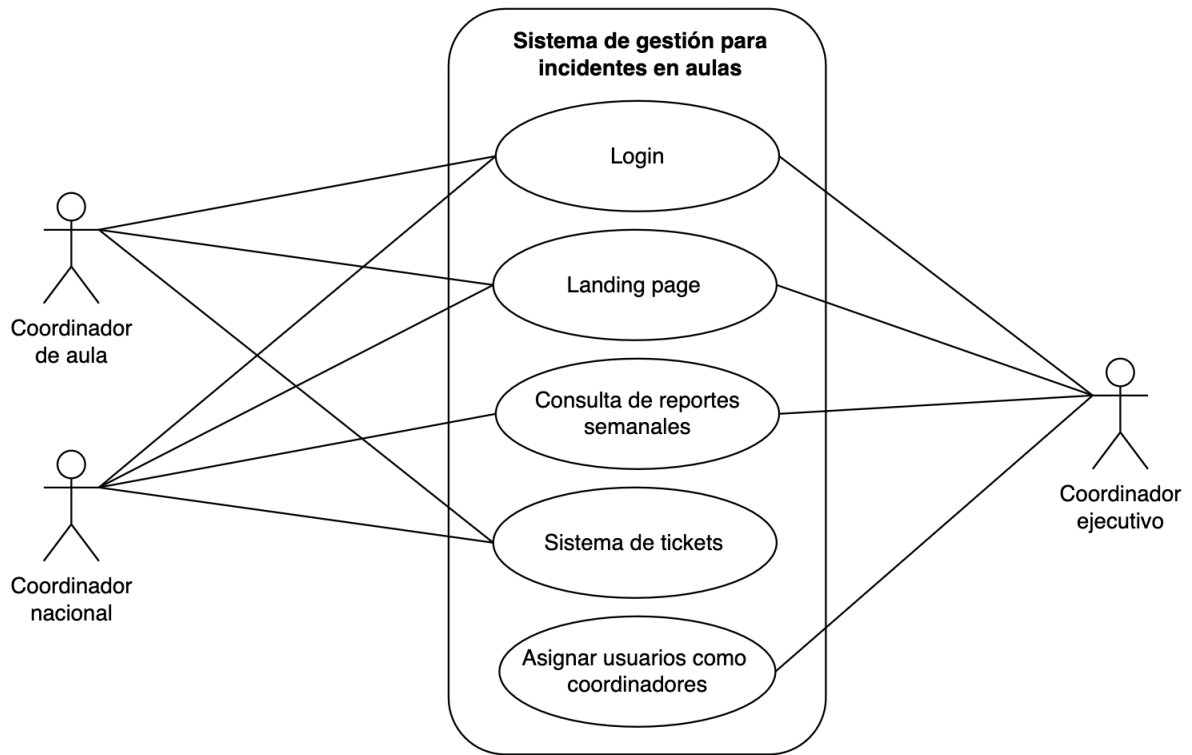 Sistema de gestión para
incidentes en aulas
Login
Landing page
Coordinador
de aula
Consulta de reportes
semanales
Coordinador
ejecutivo
Sistema de tickets
Coordinador
nacional
Asignar usuarios como
coordinadores